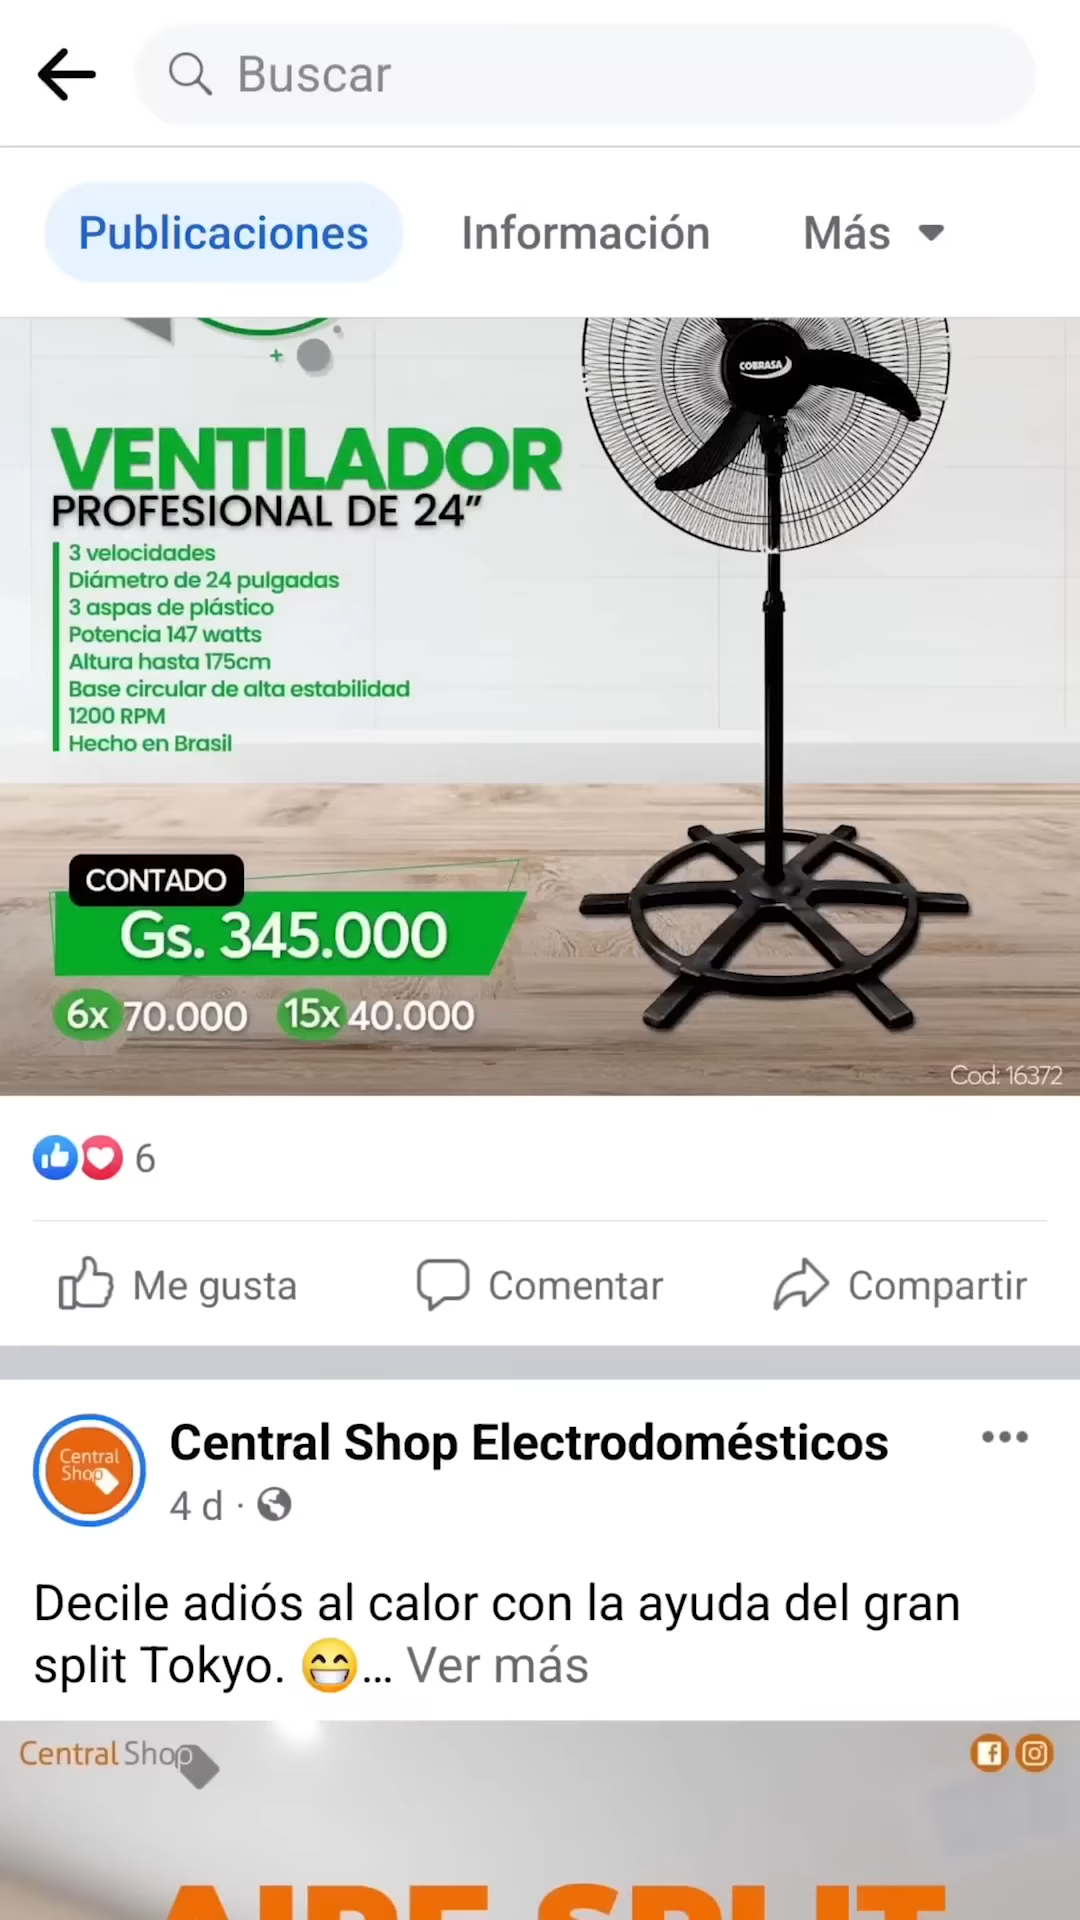 Buscar
Publicaciones
Información
Más
COBRASA
VENTILADOR
PROFESIONAL DE 24”
3 velocidades
Diámetro de 24 pulgadas
3 aspas de plástico
Potencia 147 watts
Altura hasta 175cm
Base circular de alta estabilidad
1200 RPM
Hecho en Brasil
CONTADO
Gs. 345.000
6x 70.000 15x 40.000
Cod: 16372
6
Me gusta
Comentar
Compartir
Central Shop
Central Shop Electrodomésticos
4 d ·
Decile adiós al calor con la ayuda del gran
split Tokyo. 😁... Ver más
Central Shop
AIRE SPLIT